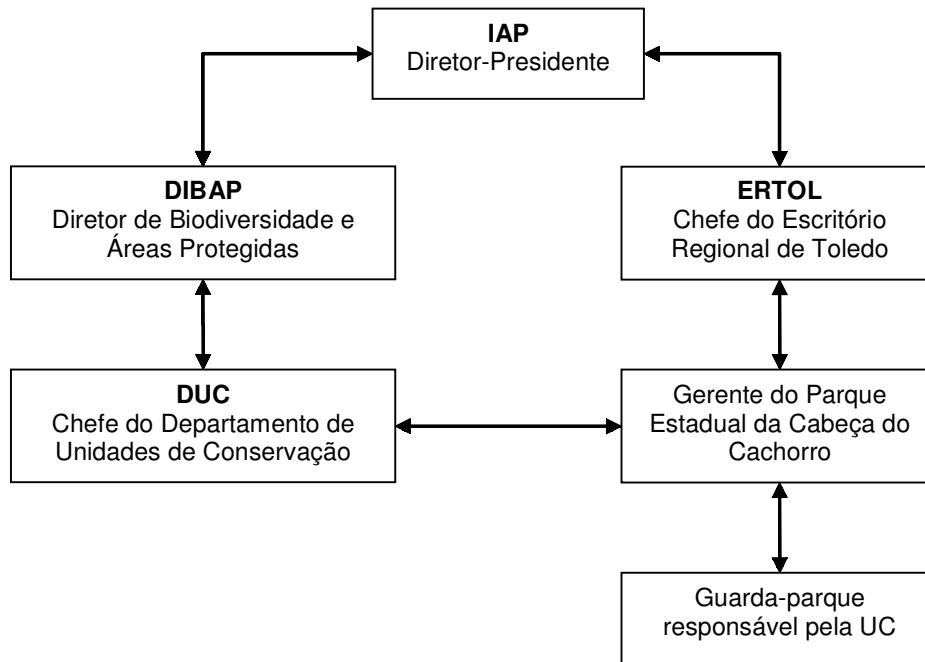 IAP
Diretor-Presidente
DIBAP
Diretor de Biodiversidade e
Áreas Protegidas
ERTOL
Chefe do Escritório
Regional de Toledo
DUC
Chefe do Departamento de
Unidades de Conservação
Gerente do Parque
Estadual da Cabeça do
Cachorro
Guarda-parque
responsável pela UC